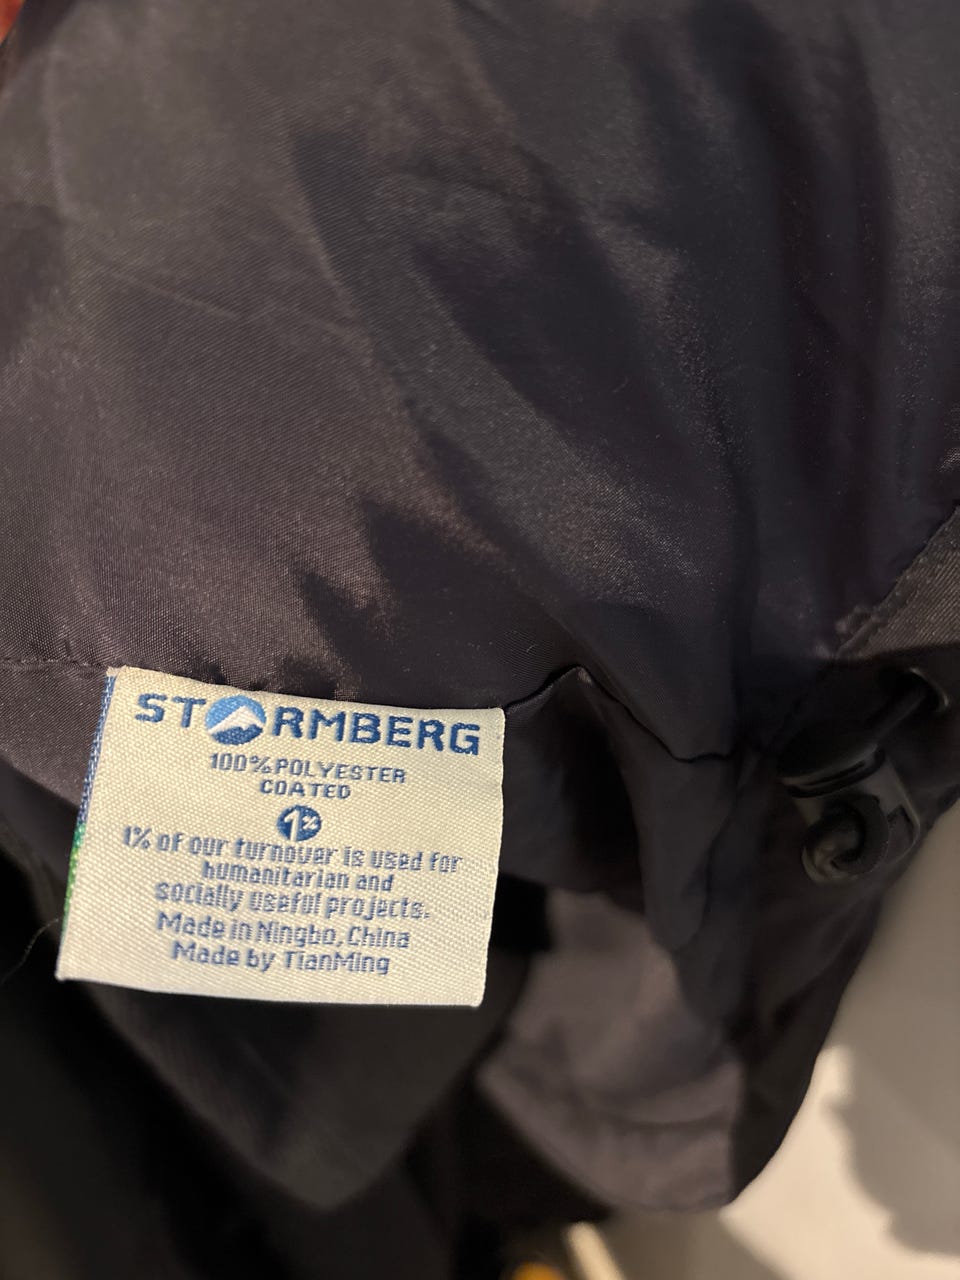 STORMBERG
100% POLYESTER
COATED
1%
1% of our turnover is used for
humanitarian and
socially useful projects.
Made in Ningbo, China
Made by TianMing